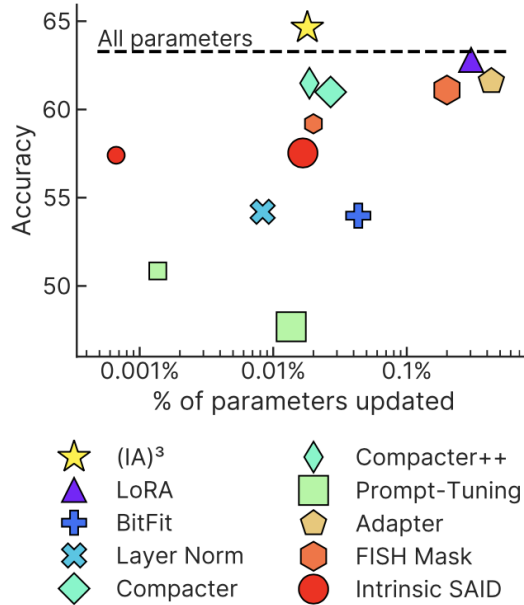 65
All parameters
60
55
50
Accuracy
0.001% 0.01% 0.1%
% of parameters updated
(IA)³ Compacter++
LoRA Prompt-Tuning
BitFit Adapter
Layer Norm FISH Mask
Compacter Intrinsic SAID